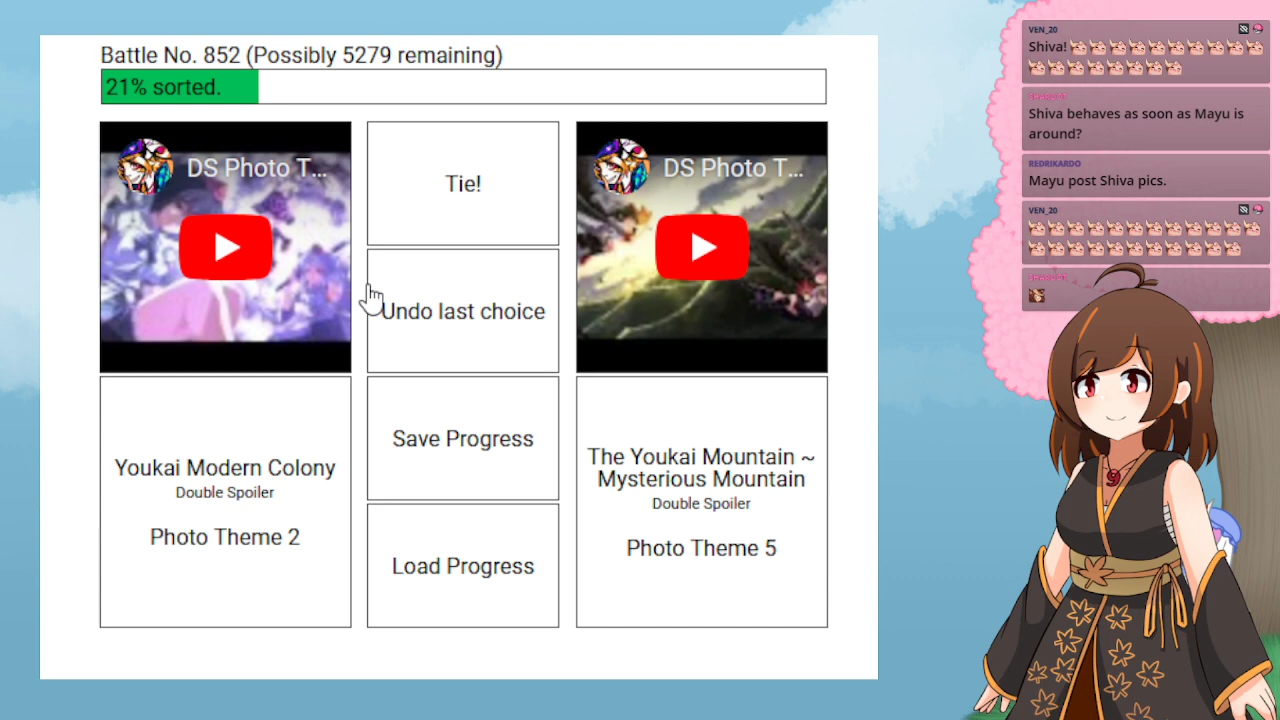 Battle No. 852 (Possibly 5279 remaining)
21% sorted.
DS Photo T...
Tie!
DS Photo T...
Undo last choice
Save Progress
Load Progress
Youkai Modern Colony
Double Spoiler
Photo Theme 2
The Youkai Mountain ~
Mysterious Mountain
Double Spoiler
Photo Theme 5
VEN_20
Shiva!
Shiva behaves as soon as Mayu is
around?
REDRIKARDO
Mayu post Shiva pics.
VEN_20
9